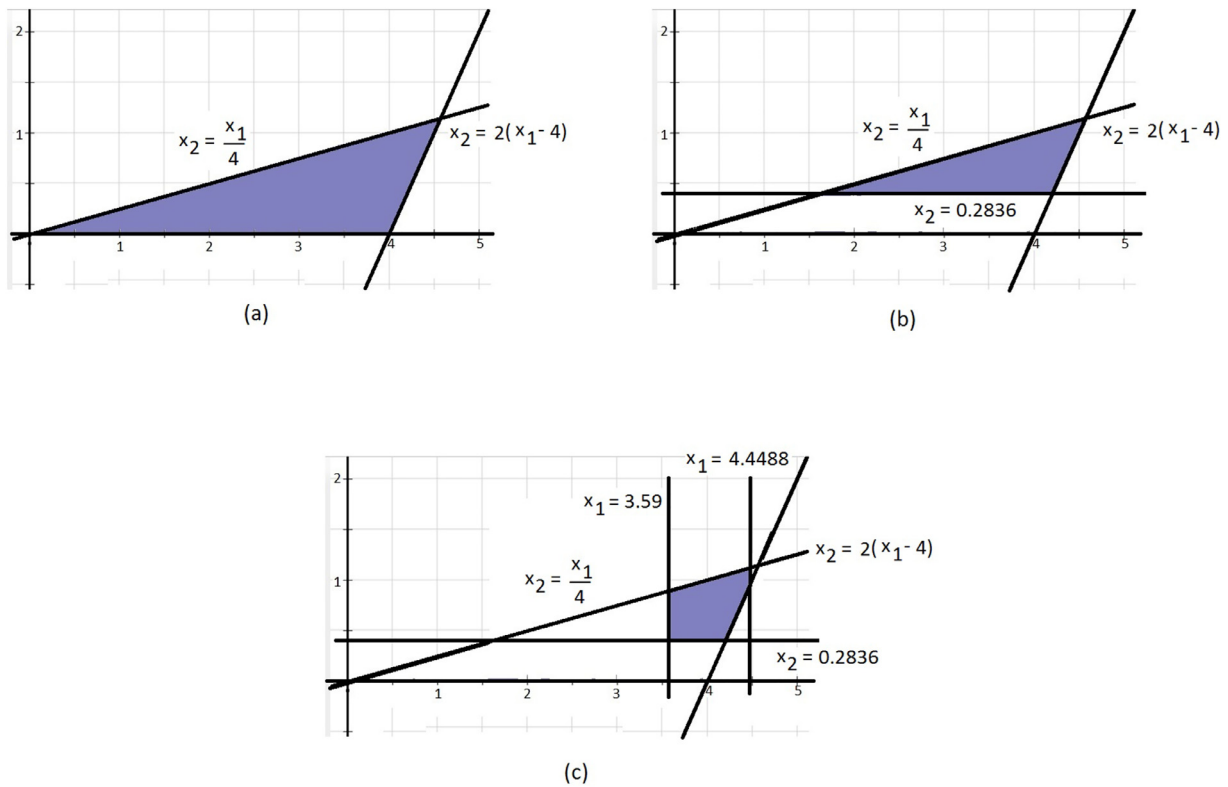 2
1
x₂ = x₁/4
x₂ = 2(x₁- 4)
1 2 3 4 5
(a)
2
1
x₂ = x₁/4
x₂ = 2(x₁- 4)
x₂ = 0.2836
1 2 3 4 5
(b)
x₁ = 4.4488
2
x₁ = 3.59
x₂ = 2(x₁- 4)
x₂ = x₁/4
1
x₂ = 0.2836
1 2 3 4 5
(c)